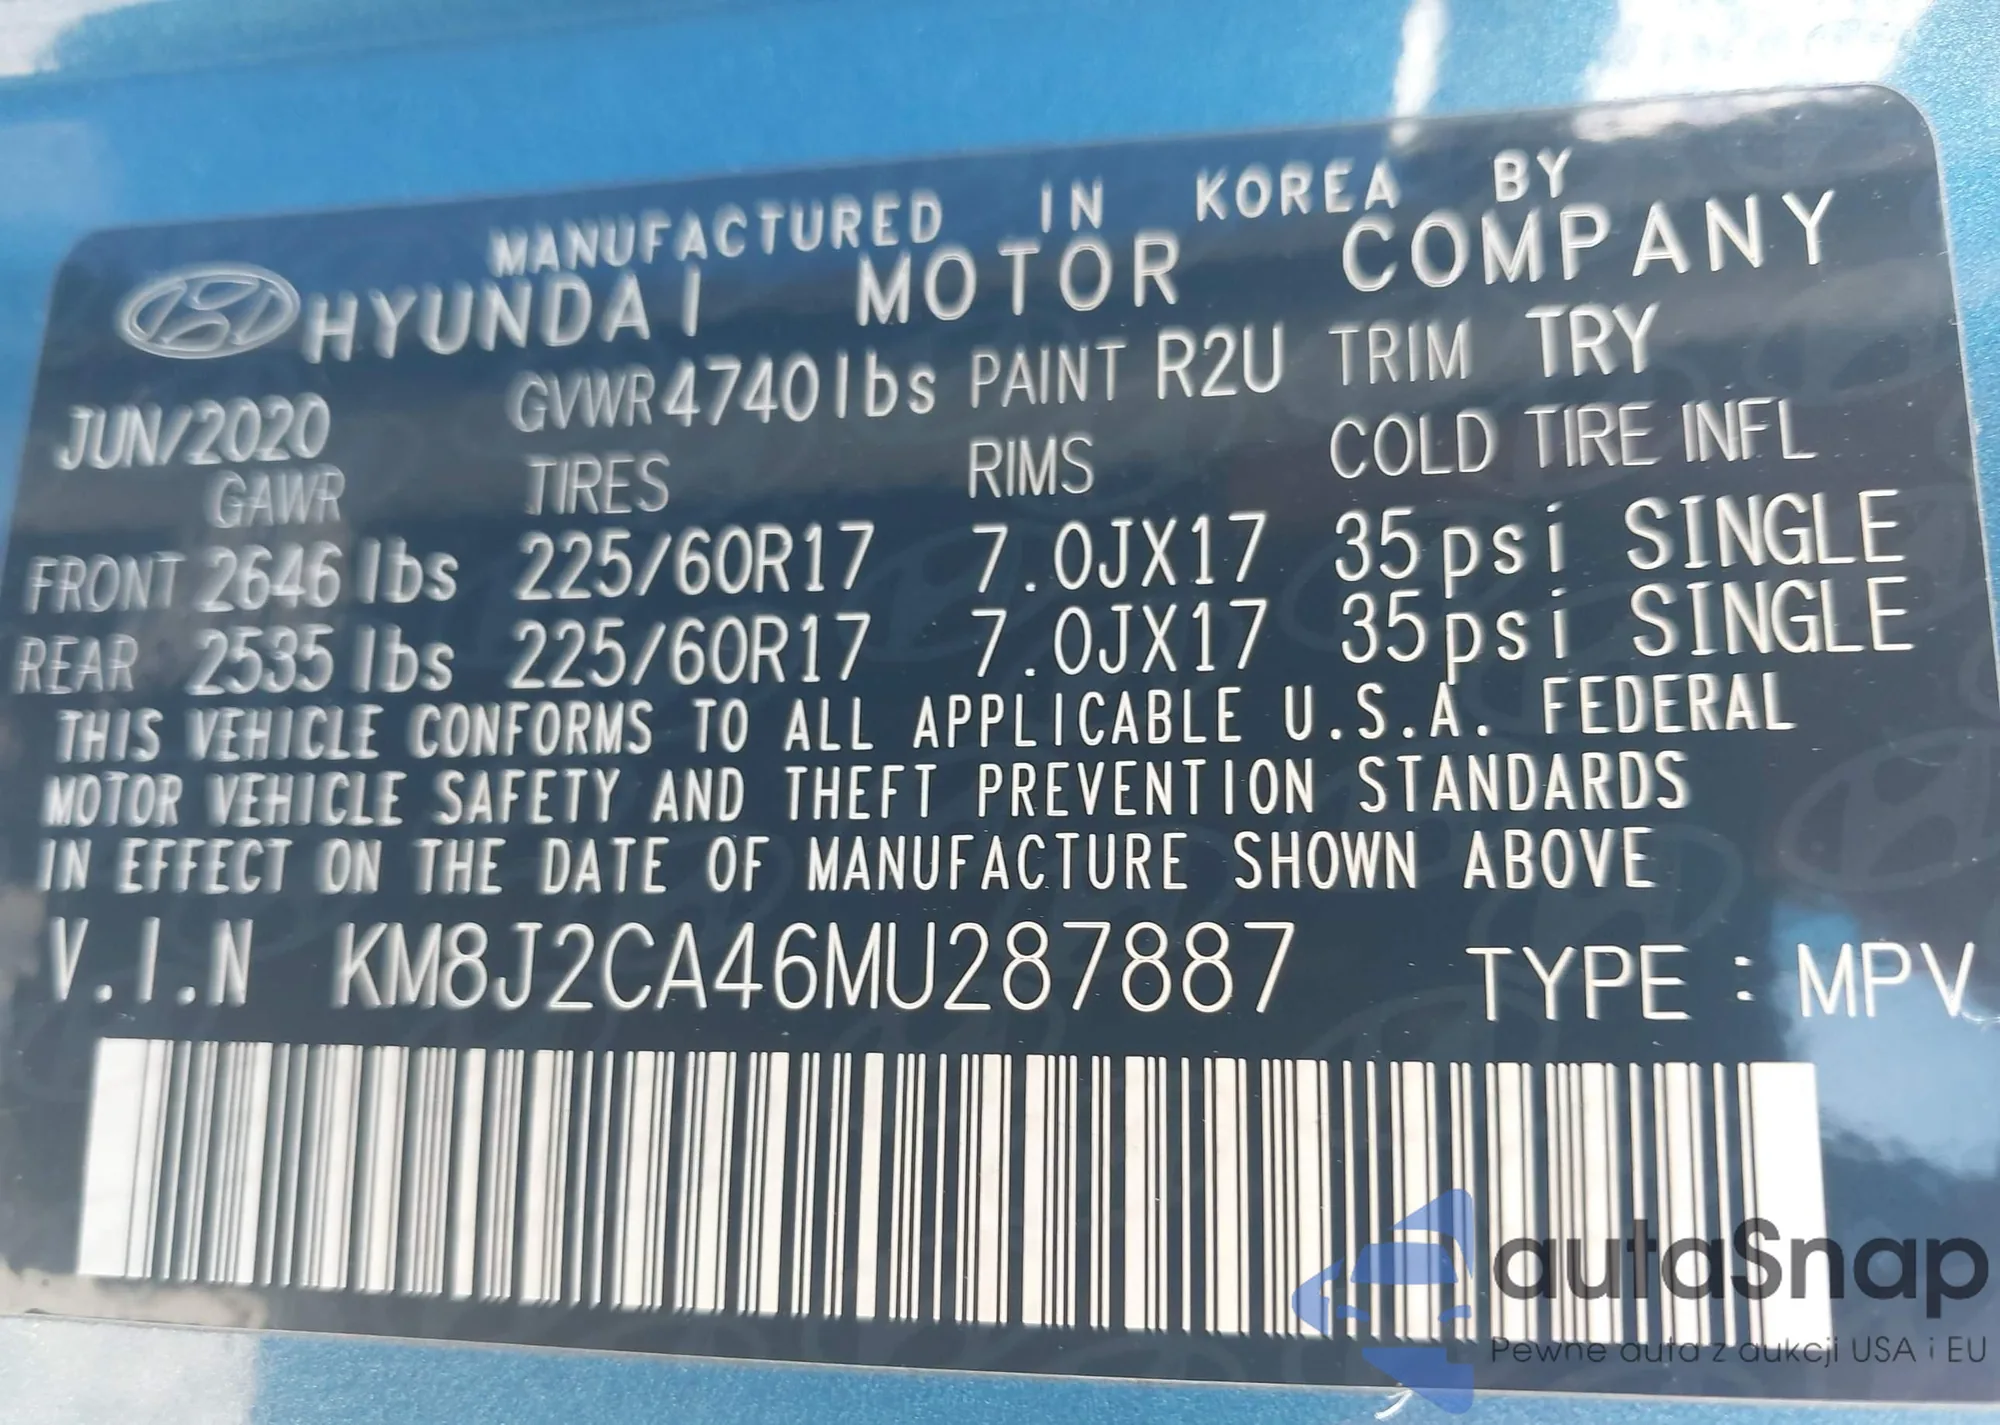 MANUFACTURED IN KOREA BY
HYUNDAI MOTOR COMPANY
JUN/2020 GVWR 4740lbs PAINT R2U TRIM TRY
GAWR TIRES RIMS COLD TIRE INFL
FRONT 2646 lbs 225/60R17 7.0JX17 35psi SINGLE
REAR 2535 lbs 225/60R17 7.0JX17 35psi SINGLE
THIS VEHICLE CONFORMS TO ALL APPLICABLE U.S.A. FEDERAL
MOTOR VEHICLE SAFETY AND THEFT PREVENTION STANDARDS
IN EFFECT ON THE DATE OF MANUFACTURE SHOWN ABOVE
V.I.N KM8J2CA46MU287887 TYPE : MPV
autaSnap
Pewne auta z aukcji USA i EU